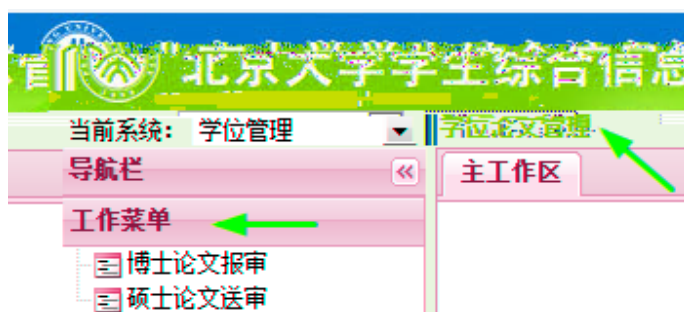 北京大学学生综合信息
当前系统： 学位管理 学位论文管理
导航栏 主工作区
工作菜单
博士论文报审
硕士论文送审